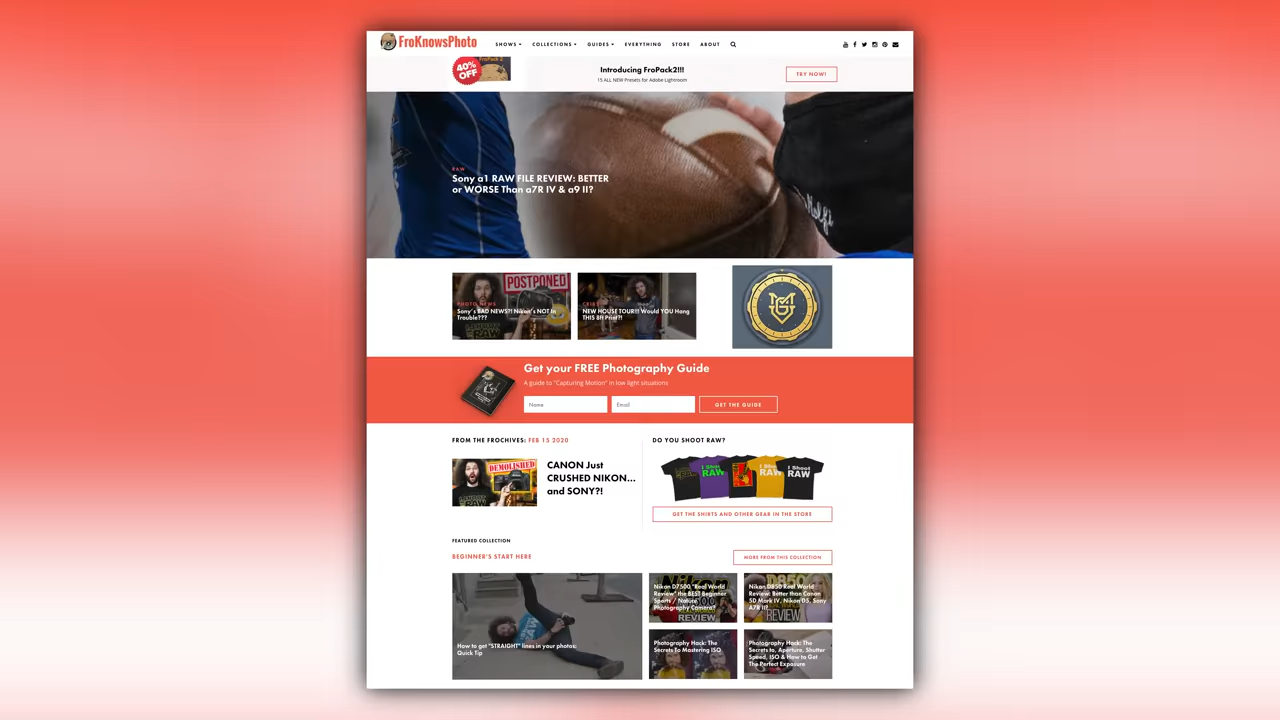 FroKnowsPhoto
SHOWS COLLECTIONS GUIDES EVERYTHING STORE ABOUT
40% OFF
Introducing FroPack2!!!
15 ALL NEW Presets for Adobe Lightroom
TRY NOW!
RAW
Sony a1 RAW FILE REVIEW: BETTER
or WORSE Than a7R IV & a9 II?
POSTPONED
PHOTO NEWS
Sony's BAD NEWS?! Nikon's NOT In
Trouble???
CRIBS
NEW HOUSE TOUR!!! Would YOU Hang
THIS 8ft Print?!
Get your FREE Photography Guide
A guide to "Capturing Motion" in low light situations
Name
Email
GET THE GUIDE
FROM THE FROCHIVES: FEB 15 2020
DEMOLISHED
CANON Just
CRUSHED NIKON...
and SONY?!
DO YOU SHOOT RAW?
I Shoot RAW
I Shoot RAW
I Shoot RAW
GET THE SHIRTS AND OTHER GEAR IN THE STORE
FEATURED COLLECTION
BEGINNER'S START HERE
MORE FROM THIS COLLECTION
How to get "STRAIGHT" lines in your photos:
Quick Tip
Nikon D7500 "Real World
Review" the BEST Beginner
Sports / Nature
Photography Camera?
REVIEW
Nikon D850 Real World
Review: Better than Canon
5D Mark IV, Nikon D5, Sony
A7R II?
REVIEW
Photography Hack: The
Secrets To Mastering ISO
Photography Hack: The
Secrets to, Aperture, Shutter
Speed, ISO & How to Get
The Perfect Exposure